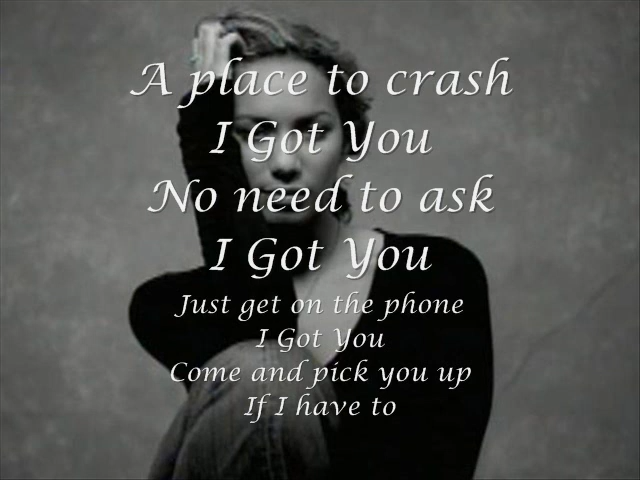 A place to crash
I Got You
No need to ask
I Got You
Just get on the phone
I Got You
Come and pick you up
If I have to